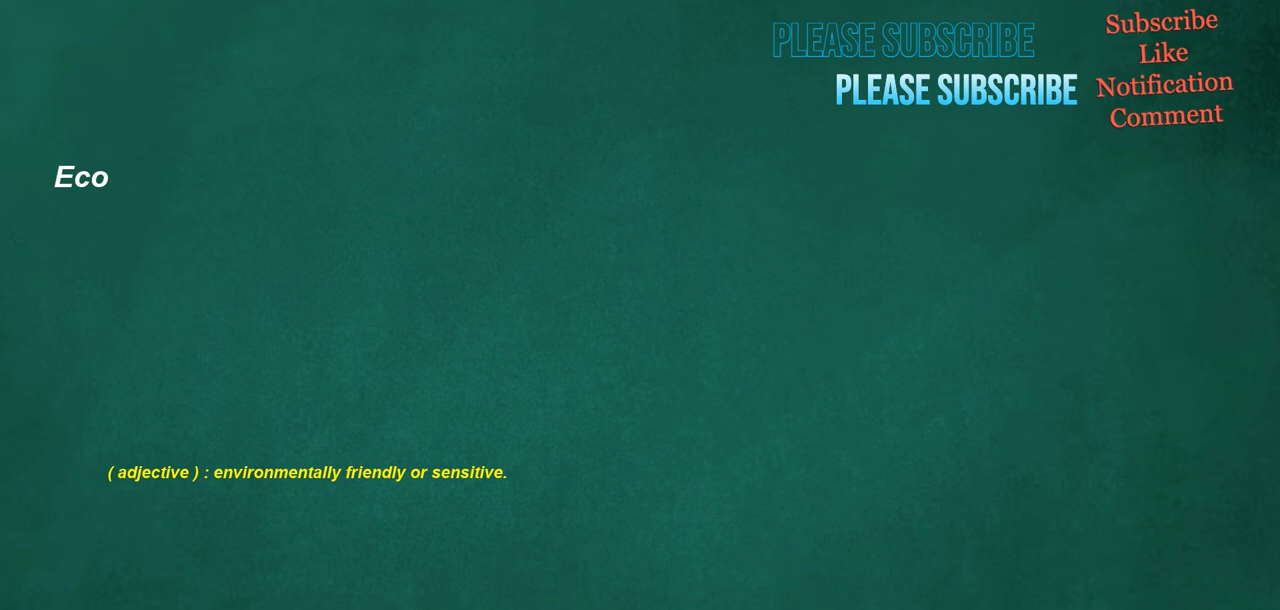 PLEASE SUBSCRIBE
PLEASE SUBSCRIBE
Subscribe
Like
Notification
Comment
Eco
( adjective ) : environmentally friendly or sensitive.